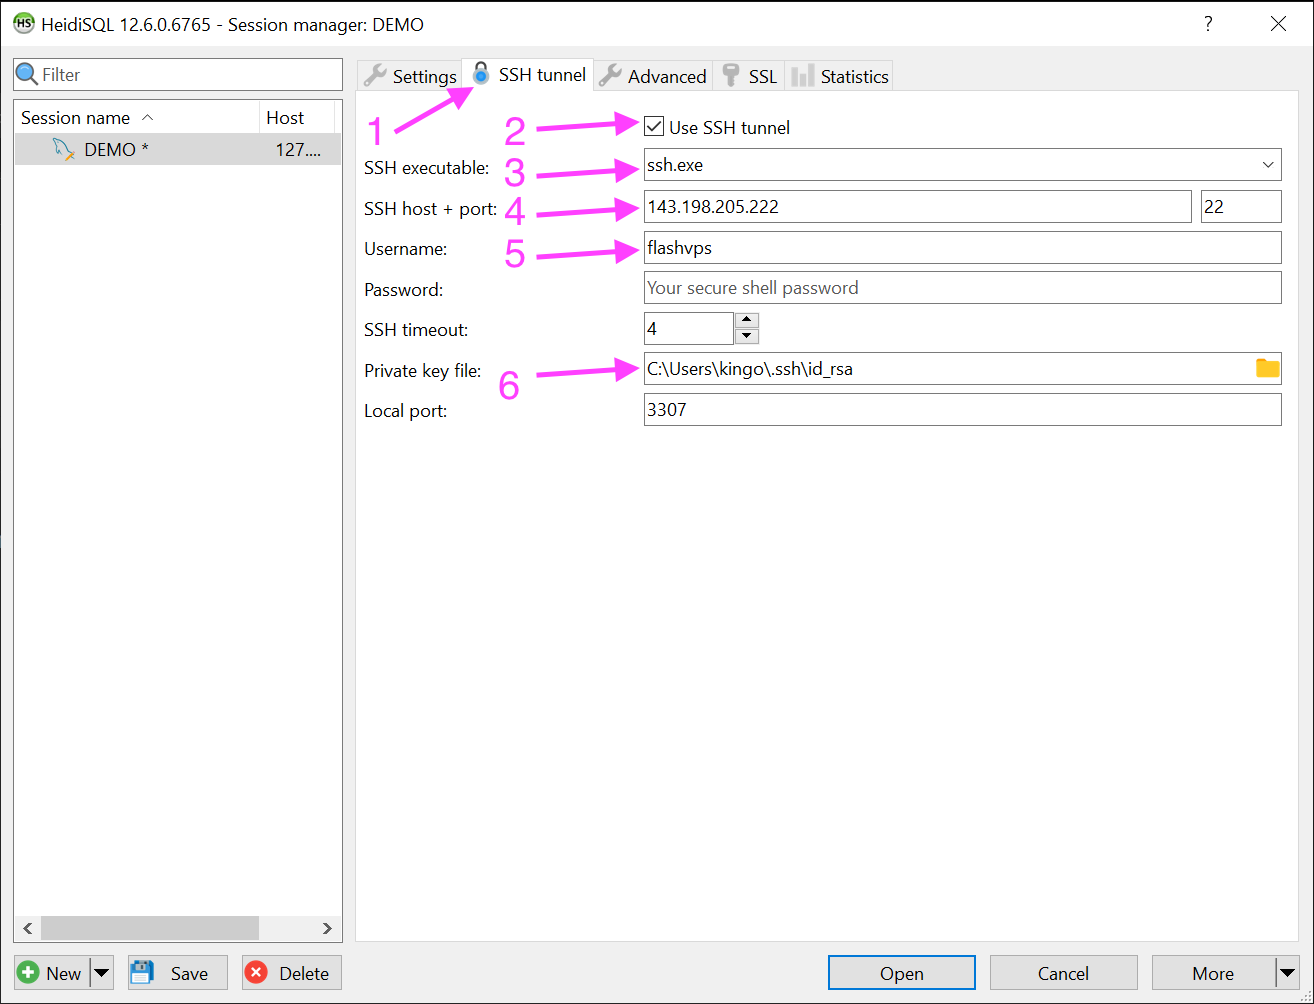 HS HeidiSQL 12.6.0.6765 - Session manager: DEMO ?
Filter
Settings SSH tunnel Advanced SSL Statistics
Session name Host
DEMO * 127....
1
2 Use SSH tunnel
SSH executable: 3 ssh.exe
SSH host + port: 4 143.198.205.222 22
Username: 5 flashvps
Password: Your secure shell password
SSH timeout: 4
Private key file: 6 C:\Users\kingo\.ssh\id_rsa
Local port: 3307
New Save Delete Open Cancel More